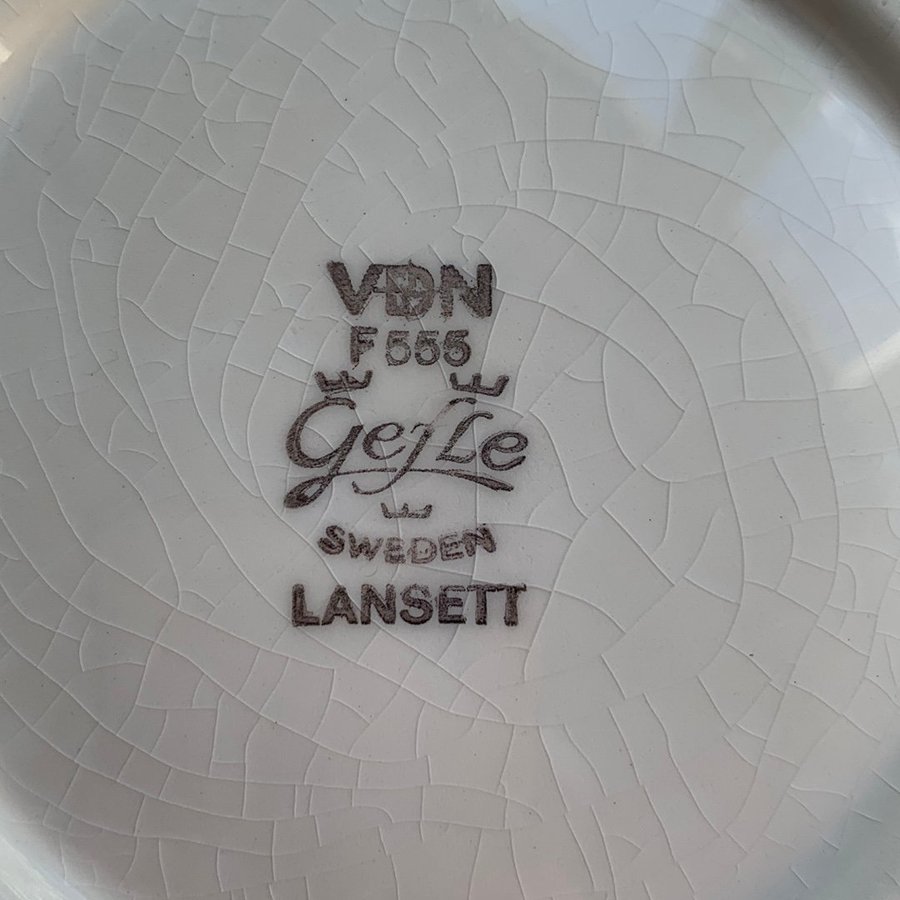 VDN
F 555
Gefle
SWEDEN
LANSETT